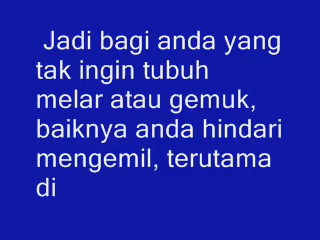 Jadi bagi anda yang
tak ingin tubuh
melar atau gemuk,
baiknya anda hindari
mengemil, terutama
di